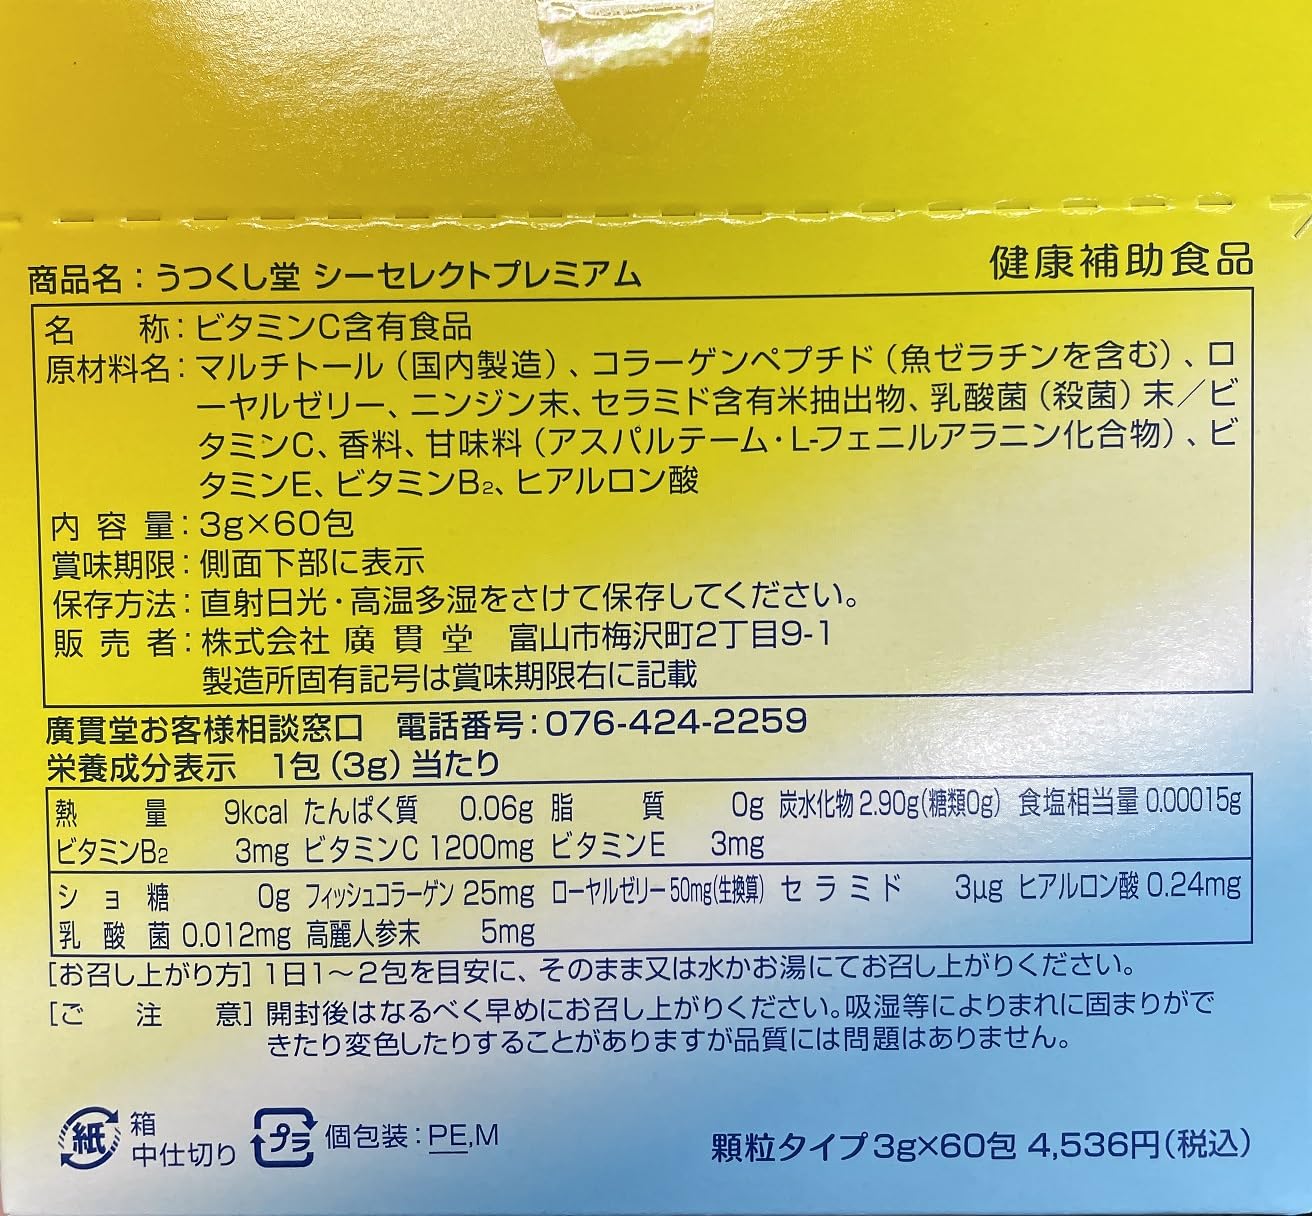 健康補助食品
商品名：うつくし堂 シーセレクトプレミアム
名　　称：ビタミンC含有食品
原材料名：マルチトール（国内製造）、コラーゲンペプチド（魚ゼラチンを含む）、ロ
ーヤルゼリー、ニンジン末、セラミド含有米抽出物、乳酸菌（殺菌）末／ビ
タミンC、香料、甘味料（アスパルテーム・L-フェニルアラニン化合物）、ビ
タミンE、ビタミンB₂、ヒアルロン酸
内 容 量：3g×60包
賞味期限：側面下部に表示
保存方法：直射日光・高温多湿をさけて保存してください。
販 売 者：株式会社 廣 貫 堂　富山市梅沢町2丁目9-1
製造所固有記号は賞味期限右に記載
廣貫堂お客様相談窓口　電話番号：076-424-2259
栄養成分表示　1包（3g）当たり
熱　量 9kcal たんぱく質 0.06g 脂　質 0g 炭水化物 2.90g（糖類0g） 食塩相当量 0.00015g
ビタミンB₂ 3mg ビタミンC 1200mg ビタミンE 3mg
ショ糖 0g フィッシュコラーゲン 25mg ローヤルゼリー 50mg（生換算） セラミド 3μg ヒアルロン酸 0.24mg
乳酸菌 0.012mg 高麗人参末 5mg
［お召し上がり方］1日1～2包を目安に、そのまま又は水かお湯にてお召し上がりください。
［ご　注　意］開封後はなるべく早めにお召し上がりください。吸湿等によりまれに固まりがで
きたり変色したりすることがありますが品質には問題はありません。
紙 箱
中仕切り
プラ 個包装：PE,M
顆粒タイプ3g×60包 4,536円（税込）